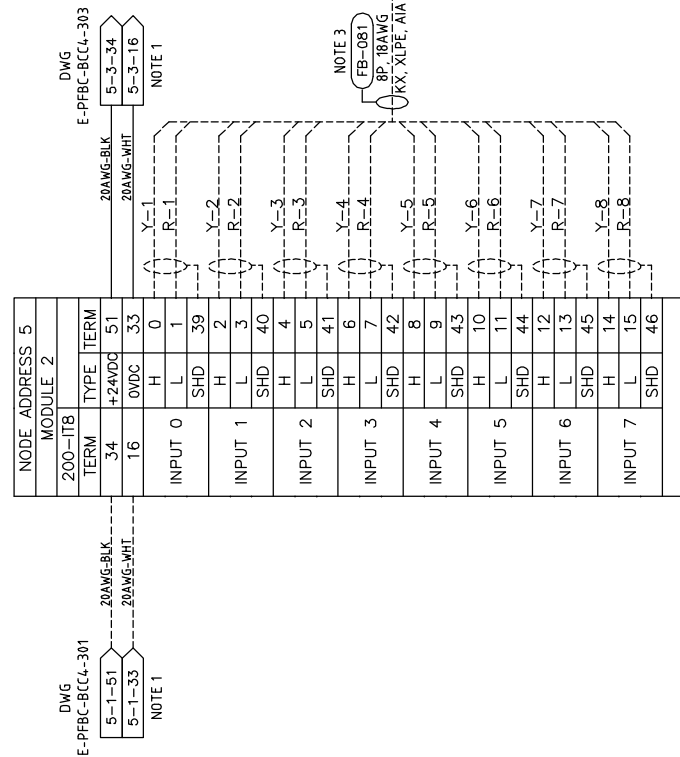 DWG
E-PFBC-BCC4-301
5-1-51
5-1-33
NOTE 1
20AWG-BLK
20AWG-WHT
NODE ADDRESS 5
MODULE 2
200-IT8
TERM TYPE TERM
34 +24VDC 51
16 0VDC 33
INPUT 0 H 0
L 1
SHD 39
INPUT 1 H 2
L 3
SHD 40
INPUT 2 H 4
L 5
SHD 41
INPUT 3 H 6
L 7
SHD 42
INPUT 4 H 8
L 9
SHD 43
INPUT 5 H 10
L 11
SHD 44
INPUT 6 H 12
L 13
SHD 45
INPUT 7 H 14
L 15
SHD 46
20AWG-BLK
20AWG-WHT
DWG
E-PFBC-BCC4-303
5-3-34
5-3-16
NOTE 1
Y-1
R-1
Y-2
R-2
Y-3
R-3
Y-4
R-4
Y-5
R-5
Y-6
R-6
Y-7
R-7
Y-8
R-8
NOTE 3
FB-081
8P, 18AWG
KX, XLPE, AIA